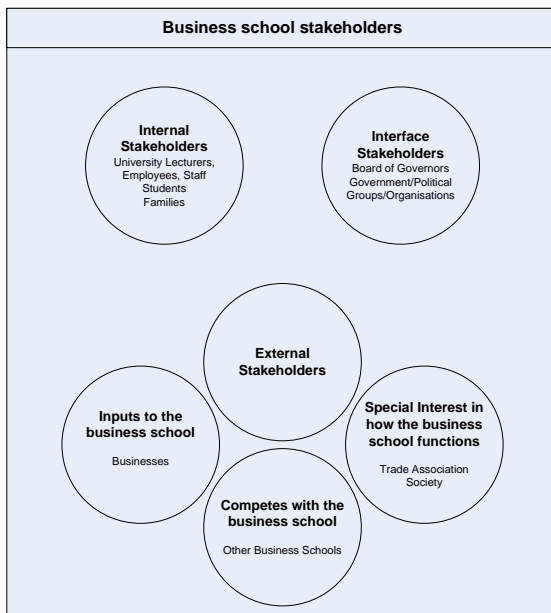 Business school stakeholders
Internal
Stakeholders
University Lecturers,
Employees, Staff
Students
Families
Interface
Stakeholders
Board of Governors
Government/Political
Groups/Organisations
External
Stakeholders
Inputs to the
business school
Businesses
Special Interest in
how the business
school functions
Trade Association
Society
Competes with the
business school
Other Business Schools